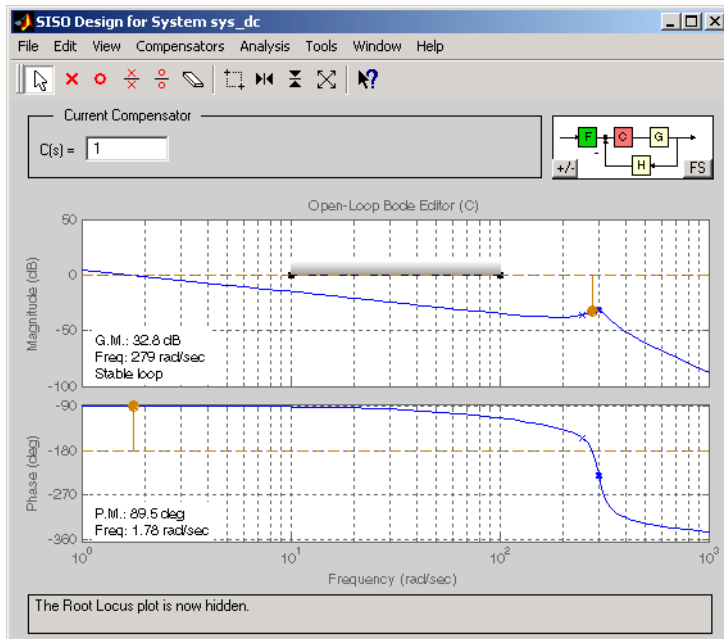 SISO Design for System sys_dc
File Edit View Compensators Analysis Tools Window Help
Current Compensator
C(s) = 1
F C G
H
+/- FS
Open-Loop Bode Editor (C)
50
0
-50
-100
Magnitude (dB)
G.M.: 32.8 dB
Freq: 279 rad/sec
Stable loop
-90
-180
-270
-360
Phase (deg)
P.M.: 89.5 deg
Freq: 1.78 rad/sec
10^0 10^1 10^2 10^3
Frequency (rad/sec)
The Root Locus plot is now hidden.